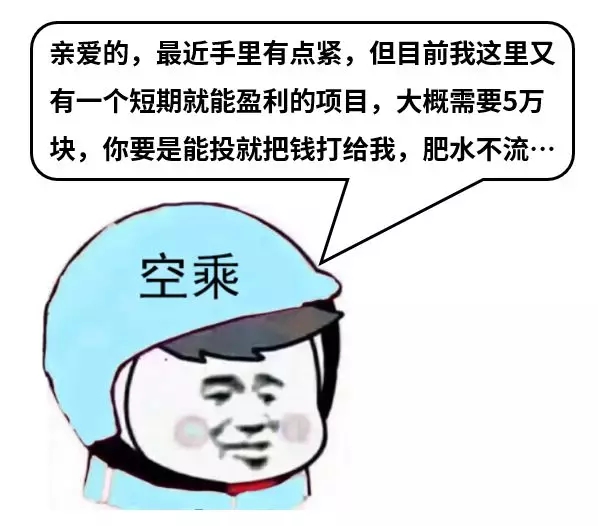 亲爱的，最近手里有点紧，但目前我这里又
有一个短期就能盈利的项目，大概需要5万
块，你要是能投就把钱打给我，肥水不流…
空乘